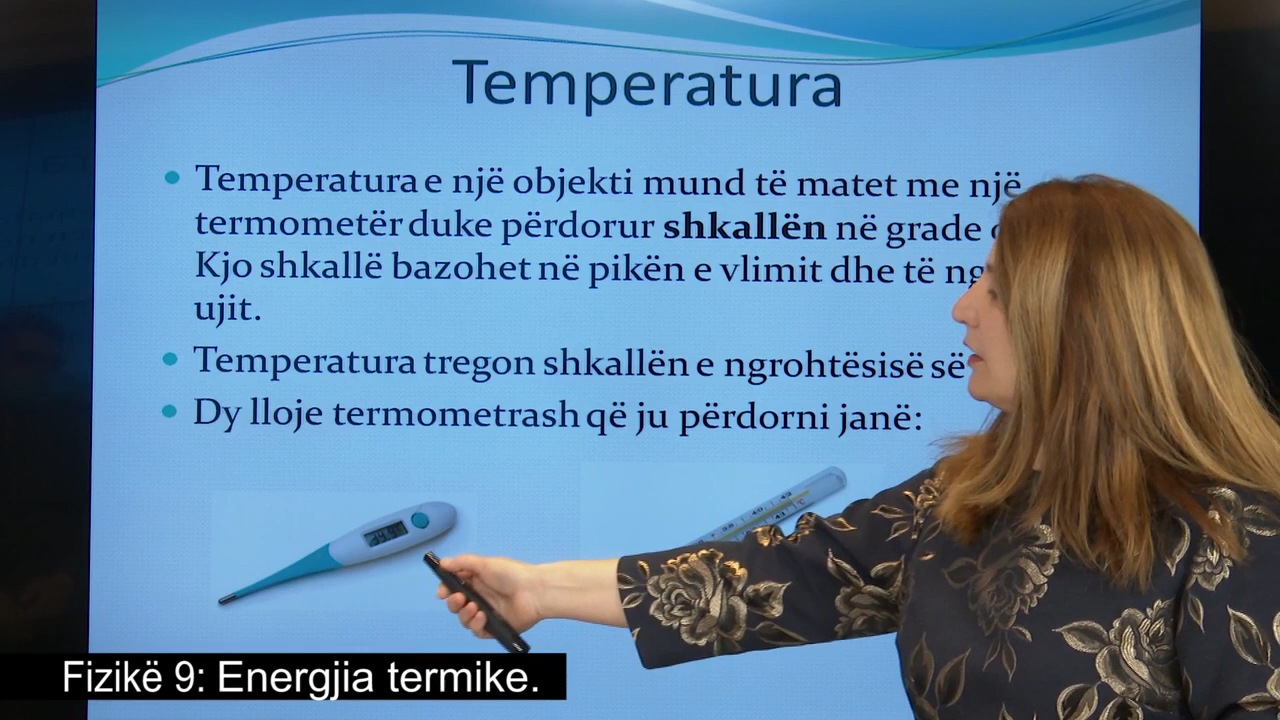 Temperatura
Temperatura e një objekti mund të matet me një
termometër duke përdorur shkallën në grade
Kjo shkallë bazohet në pikën e vlimit dhe të
ujit.
Temperatura tregon shkallën e ngrohtësisë së
Dy lloje termometrash që ju përdorni janë:
Fizikë 9: Energjia termike.